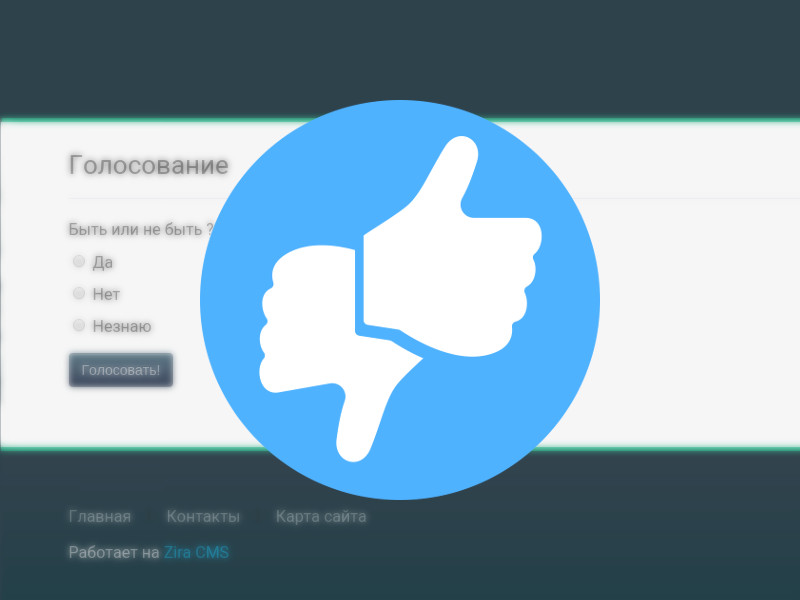 Голосование
Быть или не быть ?
Да
Нет
Незнаю
Голосовать!
Главная Контакты Карта сайта
Работает на Zira CMS